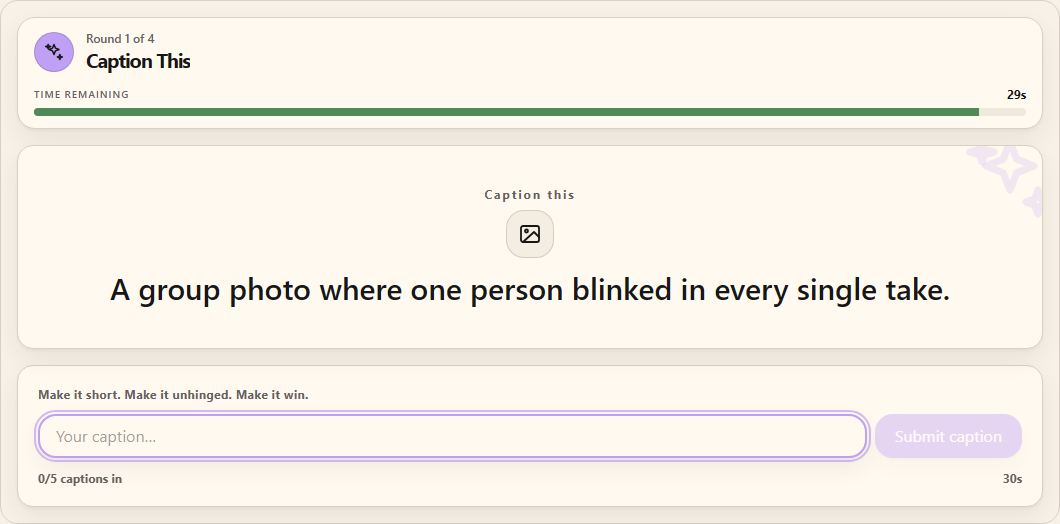 Round 1 of 4
Caption This
TIME REMAINING
29s
Caption this
A group photo where one person blinked in every single take.
Make it short. Make it unhinged. Make it win.
Your caption...
Submit caption
0/5 captions in
30s